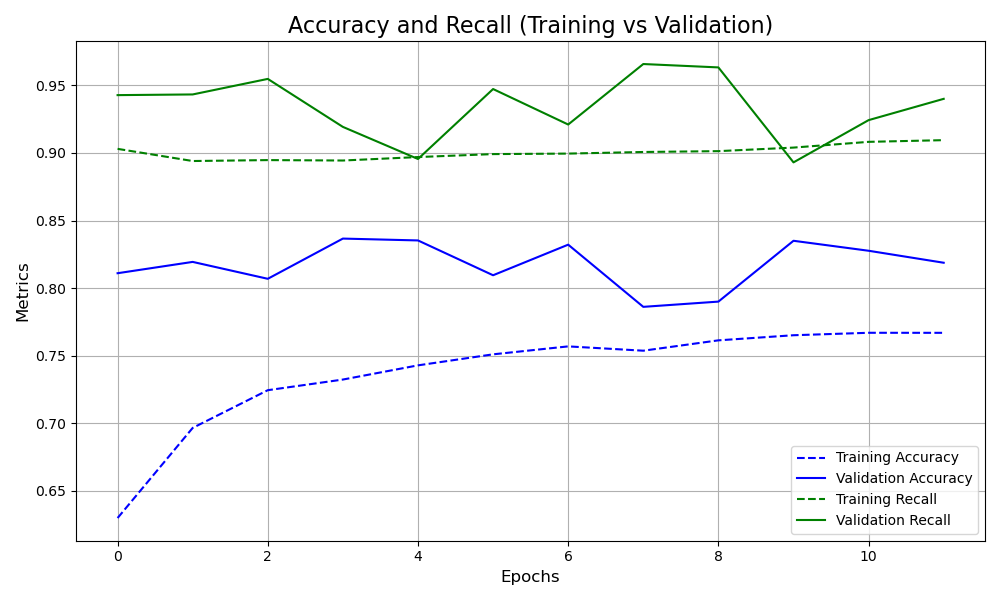 Accuracy and Recall (Training vs Validation)
0.95
0.90
0.85
0.80
0.75
0.70
0.65
Metrics
Training Accuracy
Validation Accuracy
Training Recall
Validation Recall
0 2 4 6 8 10
Epochs